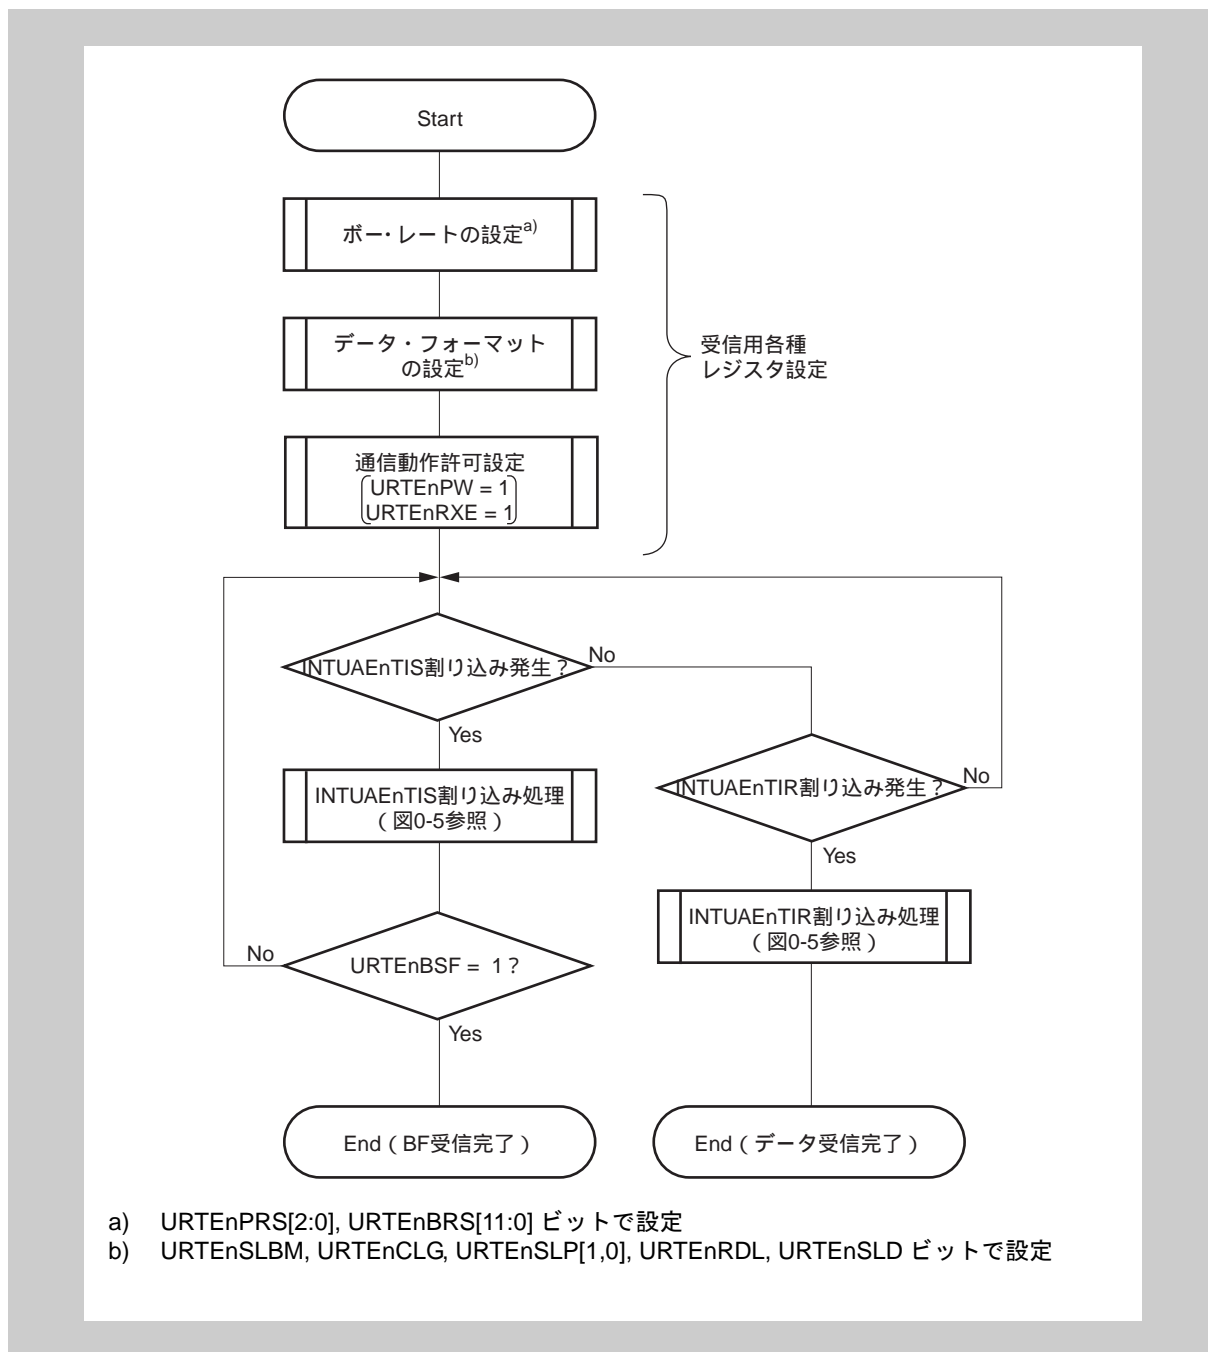 Start
ボー・レートの設定a)
データ・フォーマット
の設定b)
通信動作許可設定
URTEnPW = 1
URTEnRXE = 1
受信用各種
レジスタ設定
INTUAEnTIS割り込み発生？
No
Yes
INTUAEnTIS割り込み処理
（図0-5参照）
INTUAEnTIR割り込み発生？
No
Yes
INTUAEnTIR割り込み処理
（図0-5参照）
No
URTEnBSF = 1？
Yes
End（BF受信完了）
End（データ受信完了）
a) URTEnPRS[2:0], URTEnBRS[11:0] ビットで設定
b) URTEnSLBM, URTEnCLG, URTEnSLP[1,0], URTEnRDL, URTEnSLD ビットで設定